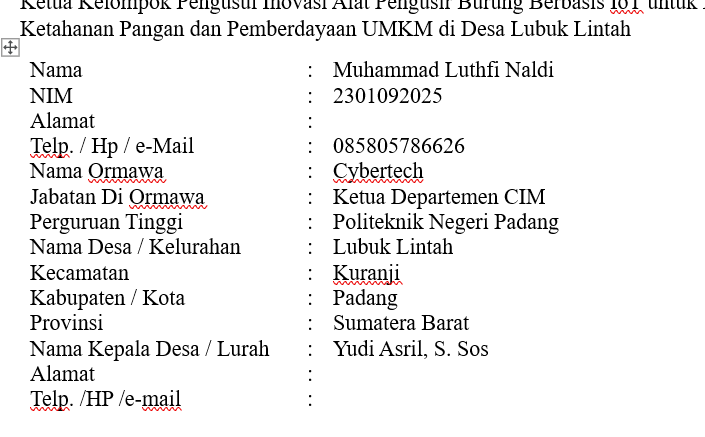 Ketua Kelompok Pengusul Inovasi Alat Pengusir Burung Berbasis IoT untuk
Ketahanan Pangan dan Pemberdayaan UMKM di Desa Lubuk Lintah
Nama : Muhammad Luthfi Naldi
NIM : 2301092025
Alamat :
Telp. / Hp / e-Mail : 085805786626
Nama Ormawa : Cybertech
Jabatan Di Ormawa : Ketua Departemen CIM
Perguruan Tinggi : Politeknik Negeri Padang
Nama Desa / Kelurahan : Lubuk Lintah
Kecamatan : Kuranji
Kabupaten / Kota : Padang
Provinsi : Sumatera Barat
Nama Kepala Desa / Lurah : Yudi Asril, S. Sos
Alamat :
Telp. /HP /e-mail :